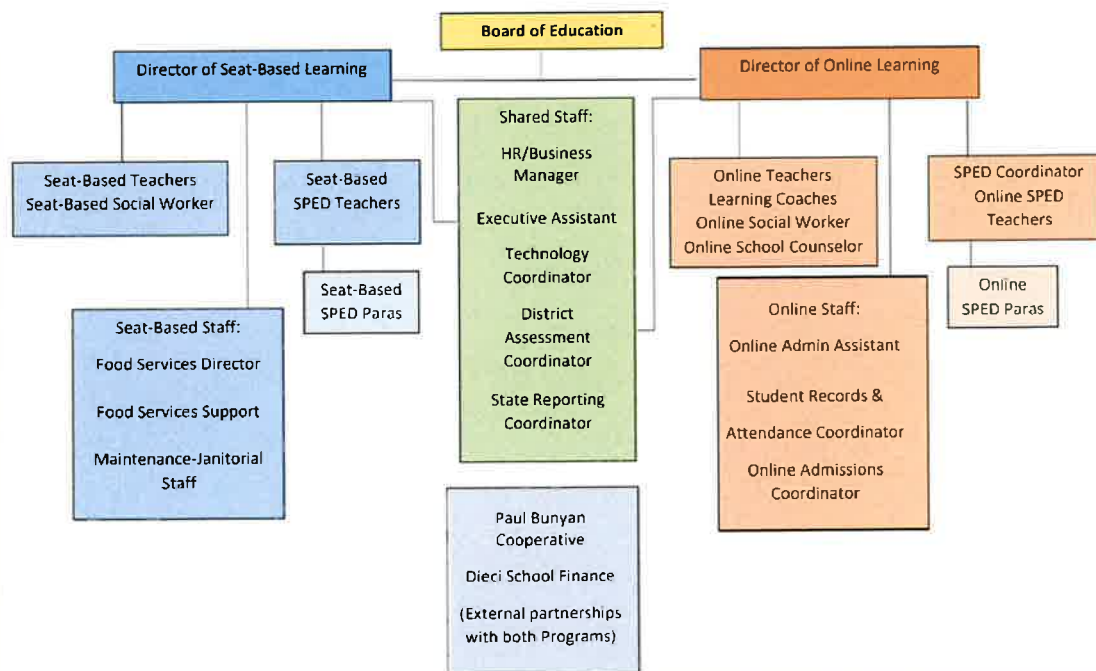 Board of Education
Director of Seat-Based Learning
Director of Online Learning
Seat-Based Teachers
Seat-Based Social Worker
Seat-Based
SPED Teachers
Seat-Based
SPED Paras
Seat-Based Staff:
Food Services Director
Food Services Support
Maintenance-Janitorial
Staff
Shared Staff:
HR/Business
Manager
Executive Assistant
Technology
Coordinator
District
Assessment
Coordinator
State Reporting
Coordinator
Online Teachers
Learning Coaches
Online Social Worker
Online School Counselor
SPED Coordinator
Online SPED
Teachers
Online
SPED Paras
Online Staff:
Online Admin Assistant
Student Records &
Attendance Coordinator
Online Admissions
Coordinator
Paul Bunyan
Cooperative
Dieci School Finance
(External partnerships
with both Programs)